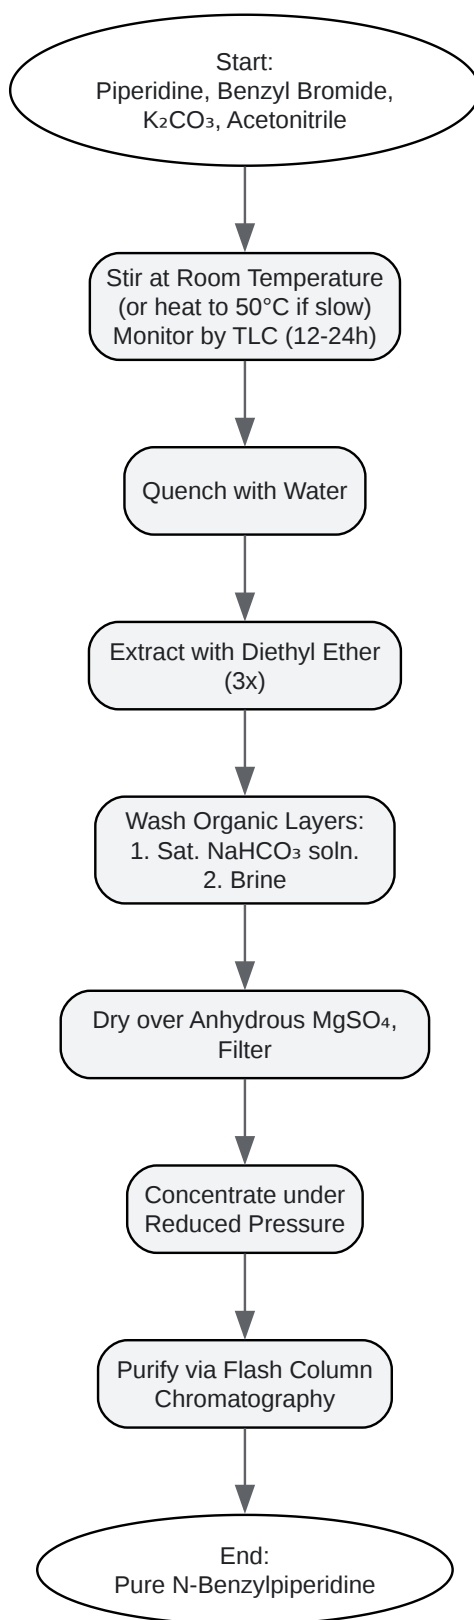 Start:
Piperidine, Benzyl Bromide,
K₂CO₃, Acetonitrile
Stir at Room Temperature
(or heat to 50°C if slow)
Monitor by TLC (12-24h)
Quench with Water
Extract with Diethyl Ether
(3x)
Wash Organic Layers:
1. Sat. NaHCO₃ soln.
2. Brine
Dry over Anhydrous MgSO₄,
Filter
Concentrate under
Reduced Pressure
Purify via Flash Column
Chromatography
End:
Pure N-Benzylpiperidine